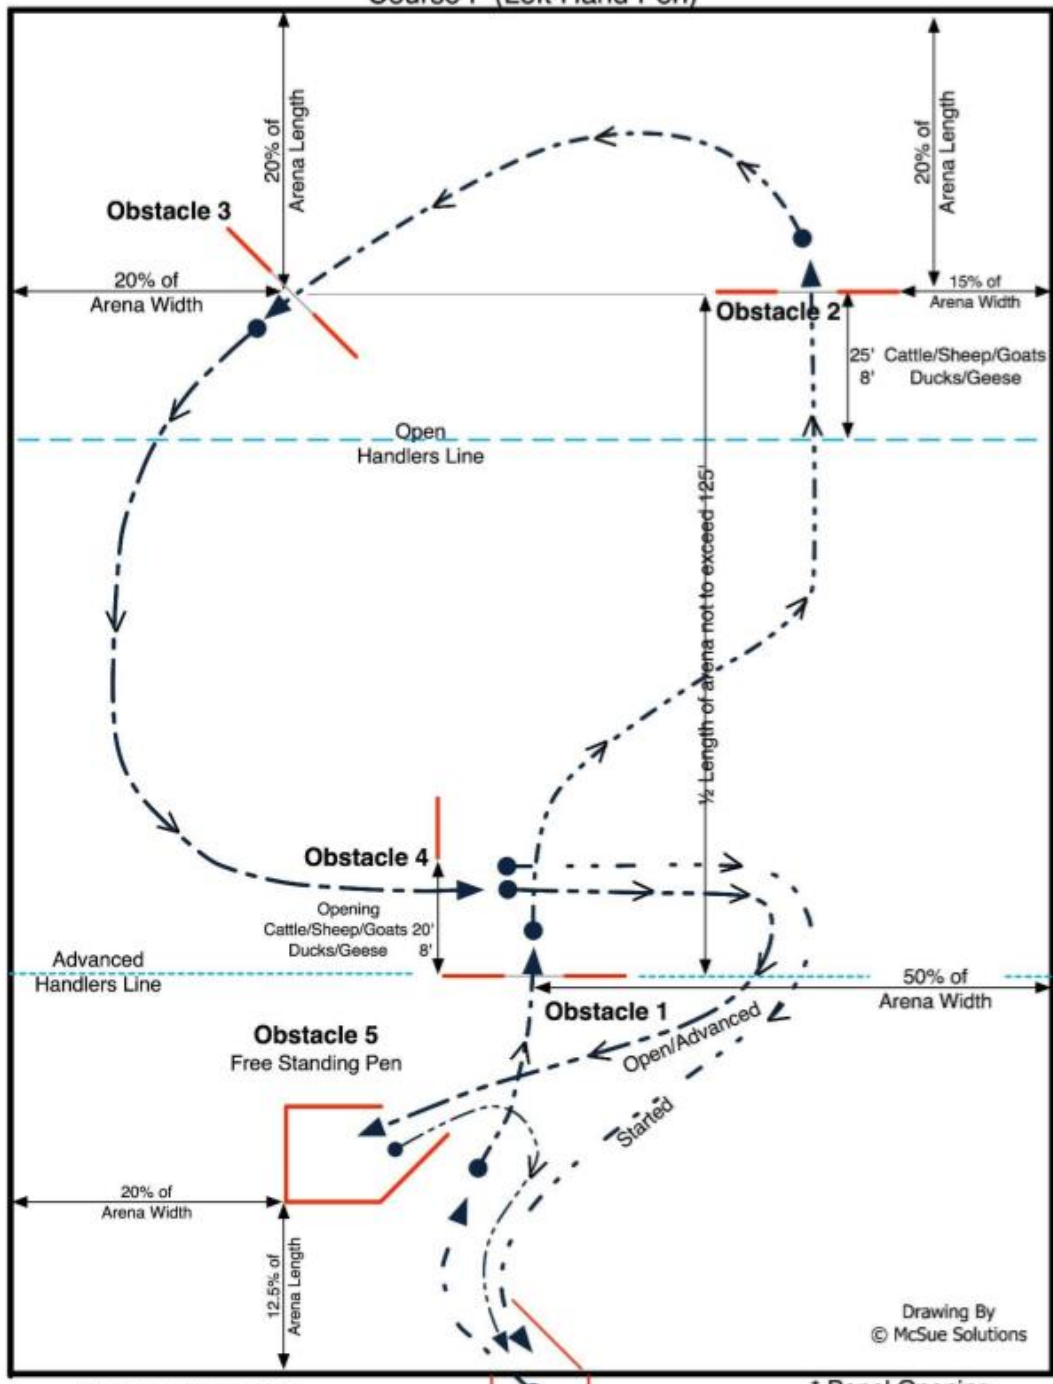 20% of
Arena Length
20% of
Arena Length
Obstacle 3
20% of
Arena Width
15% of
Arena Width
Obstacle 2
25' Cattle/Sheep/Goats
8' Ducks/Geese
Open
Handlers Line
½ Length of arena not to exceed 125'
Obstacle 4
Opening
Cattle/Sheep/Goats 20'
Ducks/Geese 8'
Advanced
Handlers Line
50% of
Arena Width
Obstacle 1
Obstacle 5
Free Standing Pen
Open/Advanced
Started
20% of
Arena Width
12.5% of
Arena Length
Drawing By
© McSue Solutions